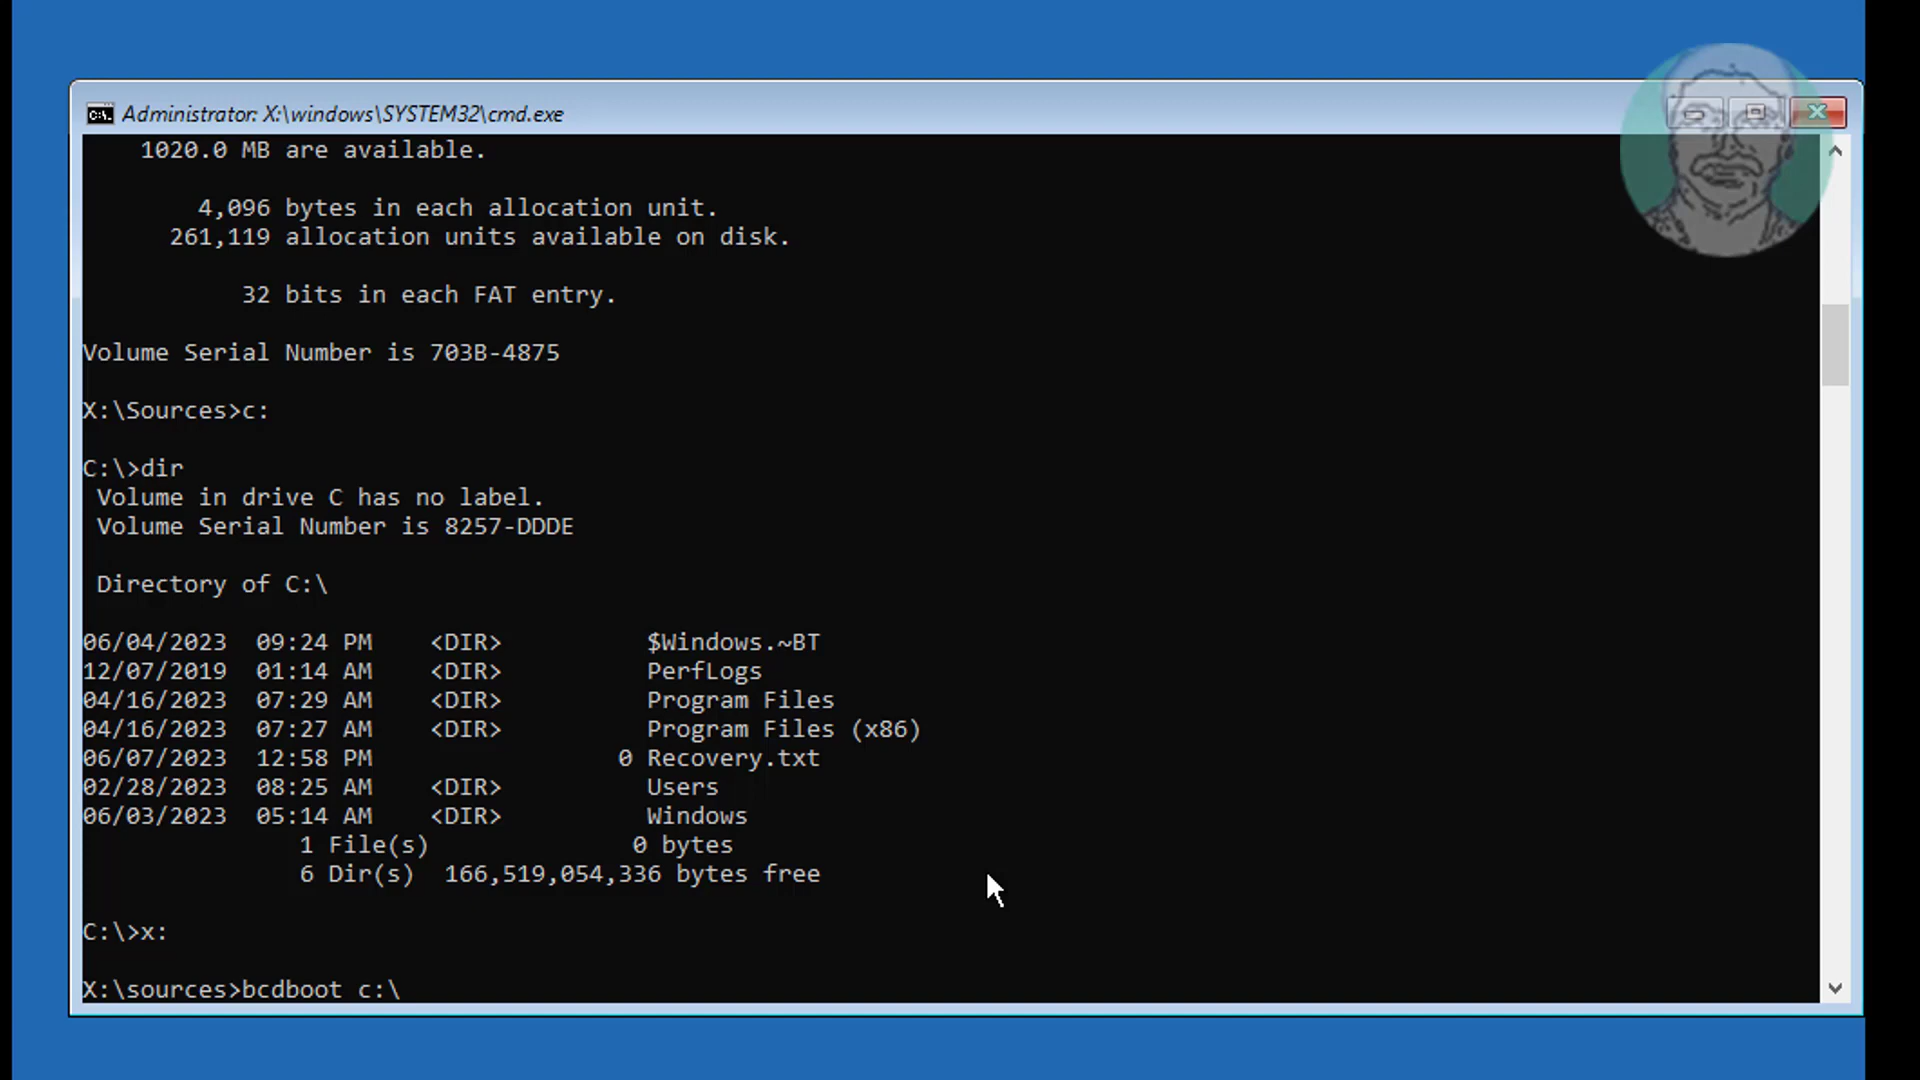 Administrator: X:\windows\SYSTEM32\cmd.exe
1020.0 MB are available.
4,096 bytes in each allocation unit.
261,119 allocation units available on disk.
32 bits in each FAT entry.
Volume Serial Number is 703B-4875
X:\Sources>c:
C:\>dir
Volume in drive C has no label.
Volume Serial Number is 8257-DDDE
Directory of C:\
06/04/2023  09:24 PM    <DIR>          $Windows.~BT
12/07/2019  01:14 AM    <DIR>          PerfLogs
04/16/2023  07:29 AM    <DIR>          Program Files
04/16/2023  07:27 AM    <DIR>          Program Files (x86)
06/07/2023  12:58 PM                 0 Recovery.txt
02/28/2023  08:25 AM    <DIR>          Users
06/03/2023  05:14 AM    <DIR>          Windows
1 File(s)              0 bytes
6 Dir(s)  166,519,054,336 bytes free
C:\>x:
X:\sources>bcdboot c:\